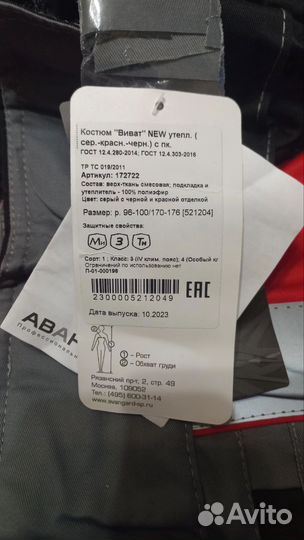 Костюм "Виват" NEW утепл. (
сер.-красн.-черн.) с пк.
ГОСТ 12.4.280-2014; ГОСТ 12.4.303-2016
ТР ТС 019/2011
Артикул: 172722
Состав: верх-ткань смесовая; подкладка и
утеплитель - 100% полиэфир
Цвет: серый с черной и красной отделкой
Размер: р. 96-100/170-176 [521204]
Защитные свойства:
Ми З Тн
Сорт: 1 ; Класс: 3 (IV клим. пояс); 4 (Особый кг
Ограничений по использованию нет
П-01-000198
2300005212049
EAC
Дата выпуска: 10.2023
1 - Рост
2 - Обхват груди
Рязанский пр-т, 2, стр. 49
Москва, 109052
Тел.: (495) 600-31-14
www.avangard-sp.ru
АВАНГ
Профессиональ
Avito